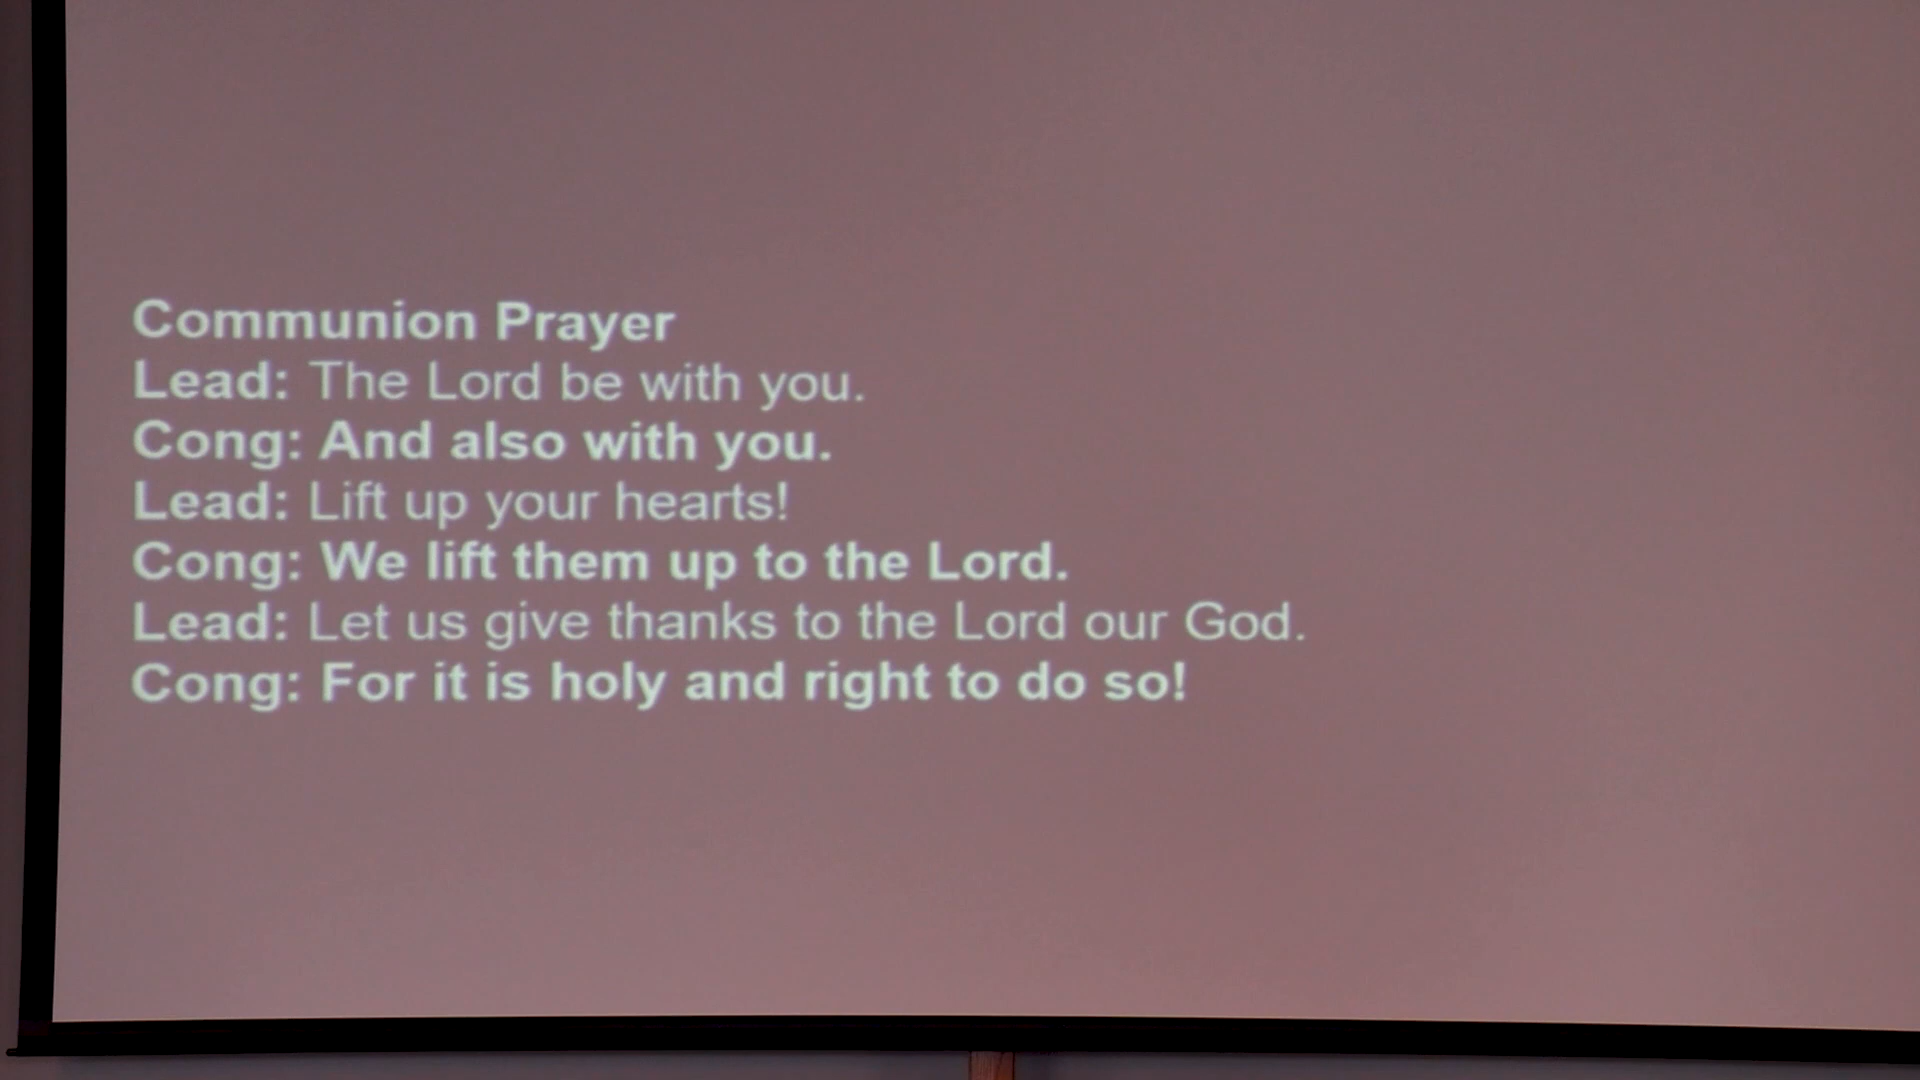 Communion Prayer
Lead: The Lord be with you.
Cong: And also with you.
Lead: Lift up your hearts!
Cong: We lift them up to the Lord.
Lead: Let us give thanks to the Lord our God.
Cong: For it is holy and right to do so!